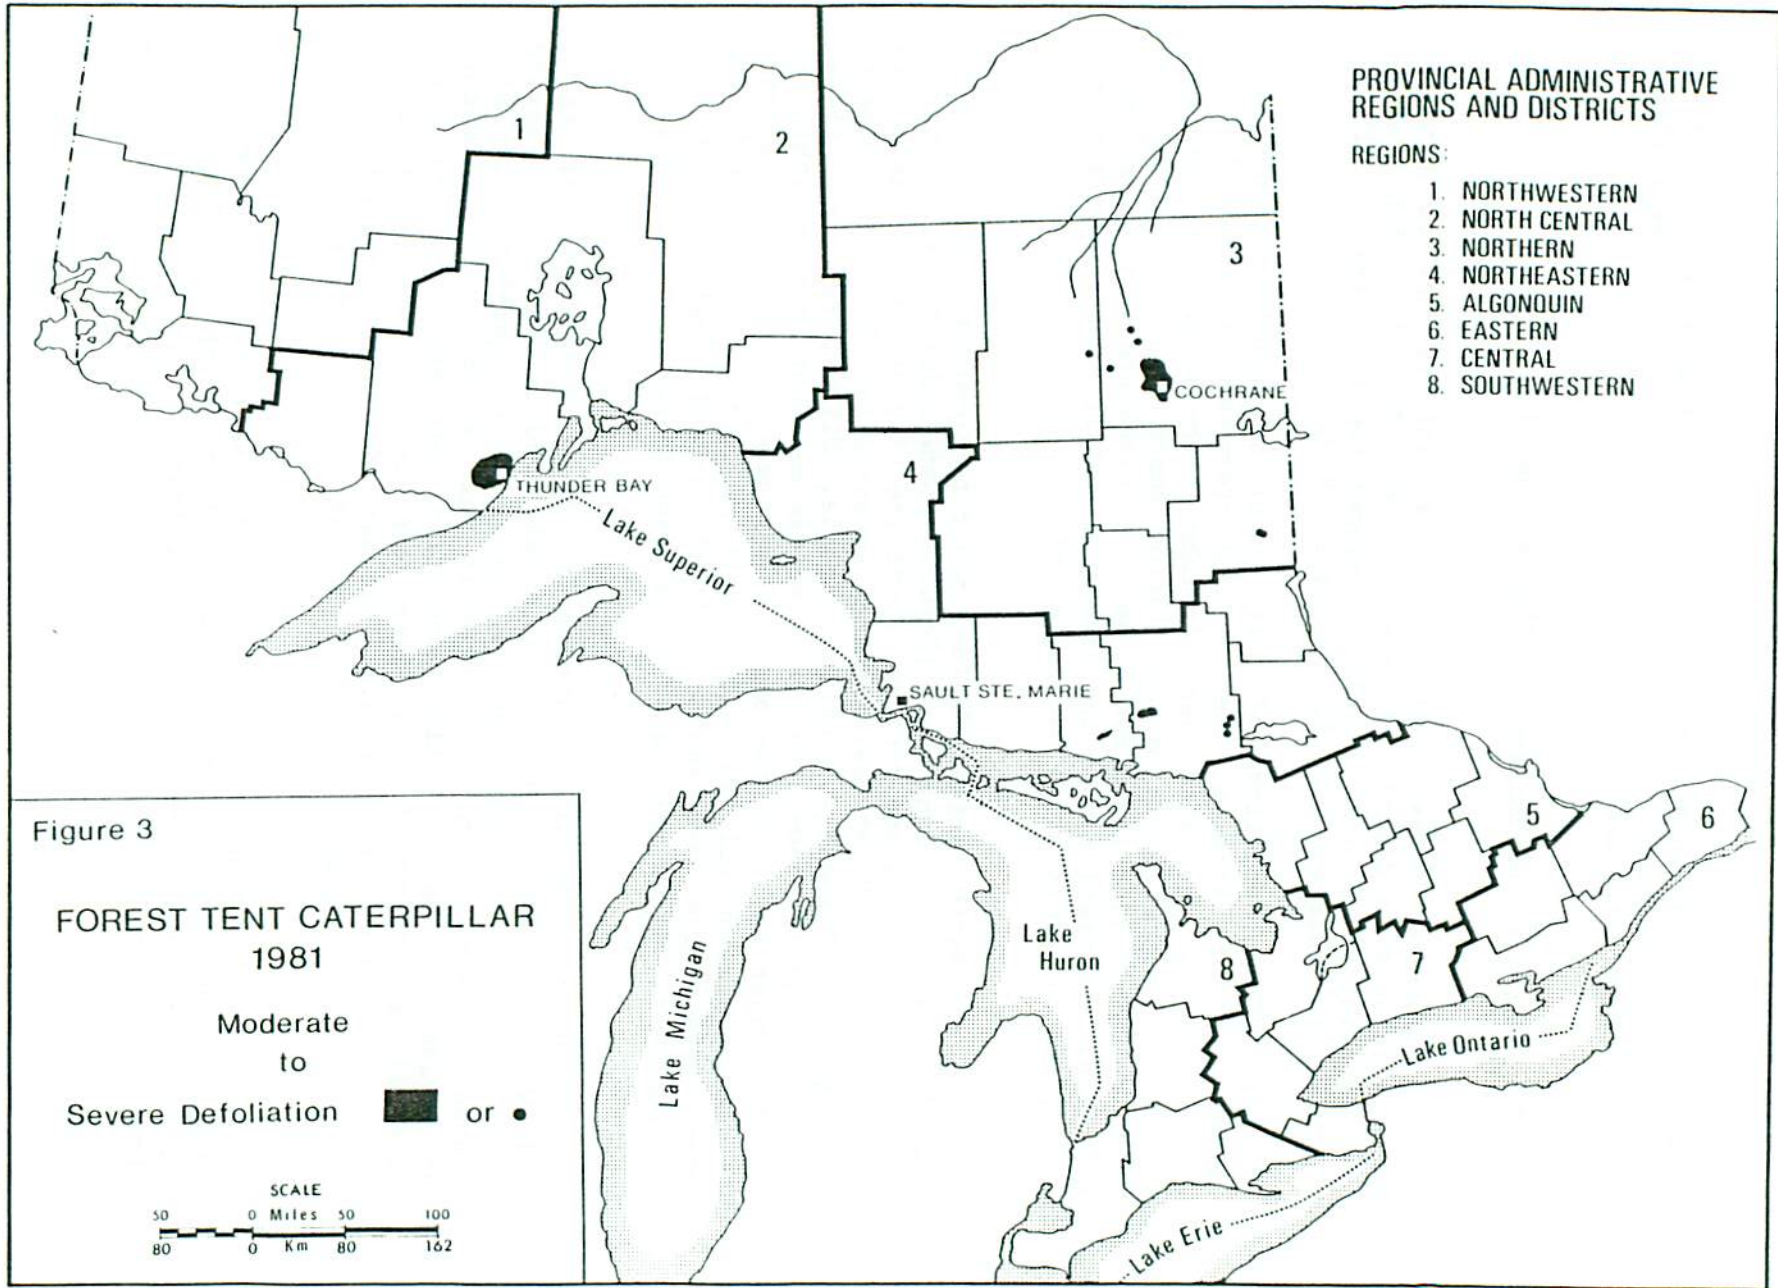 PROVINCIAL ADMINISTRATIVE
REGIONS AND DISTRICTS
REGIONS:
1. NORTHWESTERN
2. NORTH CENTRAL
3. NORTHERN
4. NORTHEASTERN
5. ALGONQUIN
6. EASTERN
7. CENTRAL
8. SOUTHWESTERN
1
2
3
COCHRANE
4
THUNDER BAY
Lake Superior
SAULT STE. MARIE
5
6
Lake
Huron
8
7
Lake Michigan
Lake Ontario
Lake Erie
Figure 3
FOREST TENT CATERPILLAR
1981
Moderate
to
Severe Defoliation or
SCALE
50 0 Miles 50 100
80 0 Km 80 162